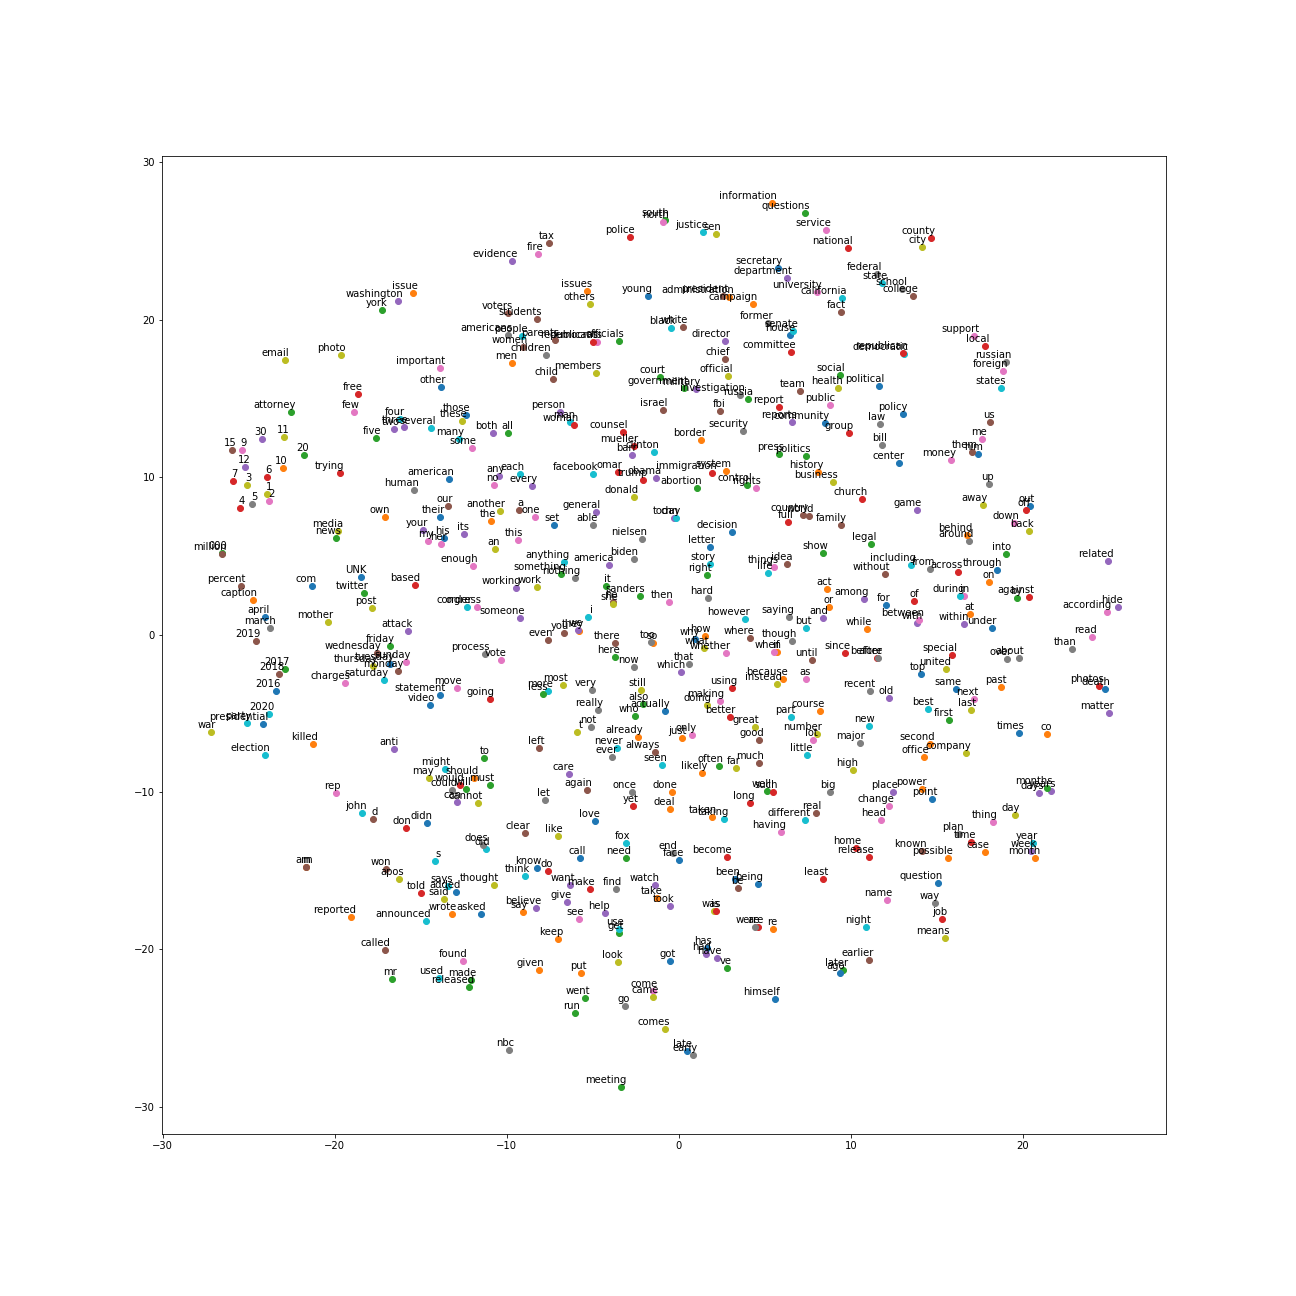 30
20
10
0
−10
−20
−30
−30
−20
−10
0
10
20
information
questions
south
north
justice
sen
service
county
police
national
city
tax
fire
evidence
secretary
department
federal
state
school
university
california
college
issue
washington
york
issues
others
young
administration
president
campaign
fact
voters
students
former
senate
house
americans
people
women
parents
officials
black
white
director
committee
support
local
republican
democratic
russian
foreign
states
email
photo
men
children
chief
important
other
child
members
court
government
military
investigation
official
russia
social
health
political
free
few
attorney
four
two
several
those
these
person
woman
israel
fbi
report
team
reports
community
public
policy
law
us
me
30
11
five
many
some
both
all
counsel
mueller
border
security
group
bill
15
9
10
20
12
7
6
3
1
2
4
5
trying
american
human
any
no
each
every
facebook
omar
trump
obama
clinton
immigration
system
abortion
control
rights
press
politics
history
business
center
money
them
him
up
own
our
their
another
a
the
one
set
general
able
donald
today
decision
country
world
full
family
church
game
away
out
down
back
media
news
your
my
his
its
this
an
nielsen
letter
legal
behind
around
into
million
enough
anything
something
nothing
america
biden
story
right
things
life
idea
show
without
including
from
across
through
on
related
percent
caption
com
UNK
twitter
post
based
working
work
it
sanders
she
then
hard
act
or
among
for
of
during
in
against
hide
according
april
march
2019
mother
attack
congress
someone
i
however
saying
but
and
while
between
with
within
at
under
read
wednesday
friday
thursday
monday
saturday
process
vote
even
there
here
too
so
why
what
how
where
though
if
2017
2018
2016
charges
now
that
which
whether
until
since
special
united
over
about
than
2020
presidential
war
election
move
statement
video
going
less
most
very
still
also
who
actually
using
making
doing
because
instead
as
recent
old
top
same
past
photos
death
killed
anti
really
not
better
great
part
course
best
next
last
first
matter
already
just
only
good
number
lot
new
second
office
company
times
co
left
to
never
ever
always
seen
often
far
much
little
major
high
might
may
should
would
could
can
must
cannot
care
again
let
once
yet
done
deal
likely
long
well
such
big
place
power
point
months
years
rep
john
d
don
didn
clear
like
love
taken
taking
different
real
having
change
head
plan
thing
day
does
did
s
fox
need
end
face
become
home
release
known
time
possible
case
year
week
month
won
apos
told
says
added
said
thought
think
know
do
call
want
make
find
watch
take
took
been
being
least
question
reported
announced
wrote
asked
say
believe
give
see
help
use
get
was
is
were
are
re
name
night
way
job
means
called
mr
found
used
made
released
keep
given
put
look
got
has
have
ve
earlier
later
ago
went
run
come
came
go
himself
nbc
comes
late
early
meeting